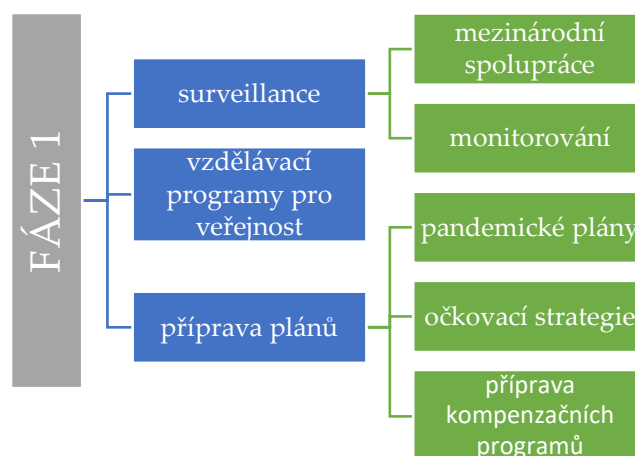 FÁZE 1
surveillance
mezinárodní
spolupráce
monitorování
vzdělávací
programy pro
veřejnost
příprava plánů
pandemické plány
očkovací strategie
příprava
kompenzačních
programů